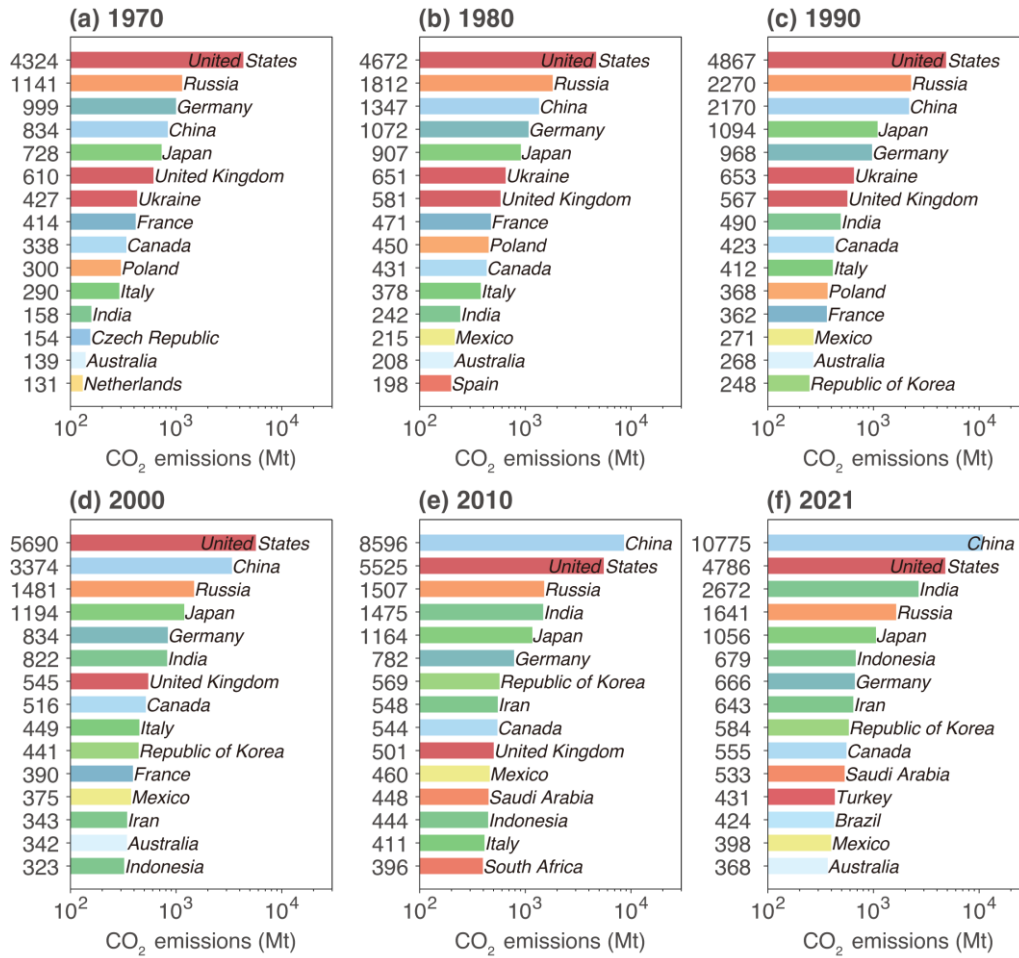 (a) 1970
4324 United States
1141 Russia
999 Germany
834 China
728 Japan
610 United Kingdom
427 Ukraine
414 France
338 Canada
300 Poland
290 Italy
158 India
154 Czech Republic
139 Australia
131 Netherlands
10² 10³ 10⁴
CO₂ emissions (Mt)
(b) 1980
4672 United States
1812 Russia
1347 China
1072 Germany
907 Japan
651 Ukraine
581 United Kingdom
471 France
450 Poland
431 Canada
378 Italy
242 India
215 Mexico
208 Australia
198 Spain
10² 10³ 10⁴
CO₂ emissions (Mt)
(c) 1990
4867 United States
2270 Russia
2170 China
1094 Japan
968 Germany
653 Ukraine
567 United Kingdom
490 India
423 Canada
412 Italy
368 Poland
362 France
271 Mexico
268 Australia
248 Republic of Korea
10² 10³ 10⁴
CO₂ emissions (Mt)
(d) 2000
5690 United States
3374 China
1481 Russia
1194 Japan
834 Germany
822 India
545 United Kingdom
516 Canada
449 Italy
441 Republic of Korea
390 France
375 Mexico
343 Iran
342 Australia
323 Indonesia
10² 10³ 10⁴
CO₂ emissions (Mt)
(e) 2010
8596 China
5525 United States
1507 Russia
1475 India
1164 Japan
782 Germany
569 Republic of Korea
548 Iran
544 Canada
501 United Kingdom
460 Mexico
448 Saudi Arabia
444 Indonesia
411 Italy
396 South Africa
10² 10³ 10⁴
CO₂ emissions (Mt)
(f) 2021
10775 China
4786 United States
2672 India
1641 Russia
1056 Japan
679 Indonesia
666 Germany
643 Iran
584 Republic of Korea
555 Canada
533 Saudi Arabia
431 Turkey
424 Brazil
398 Mexico
368 Australia
10² 10³ 10⁴
CO₂ emissions (Mt)